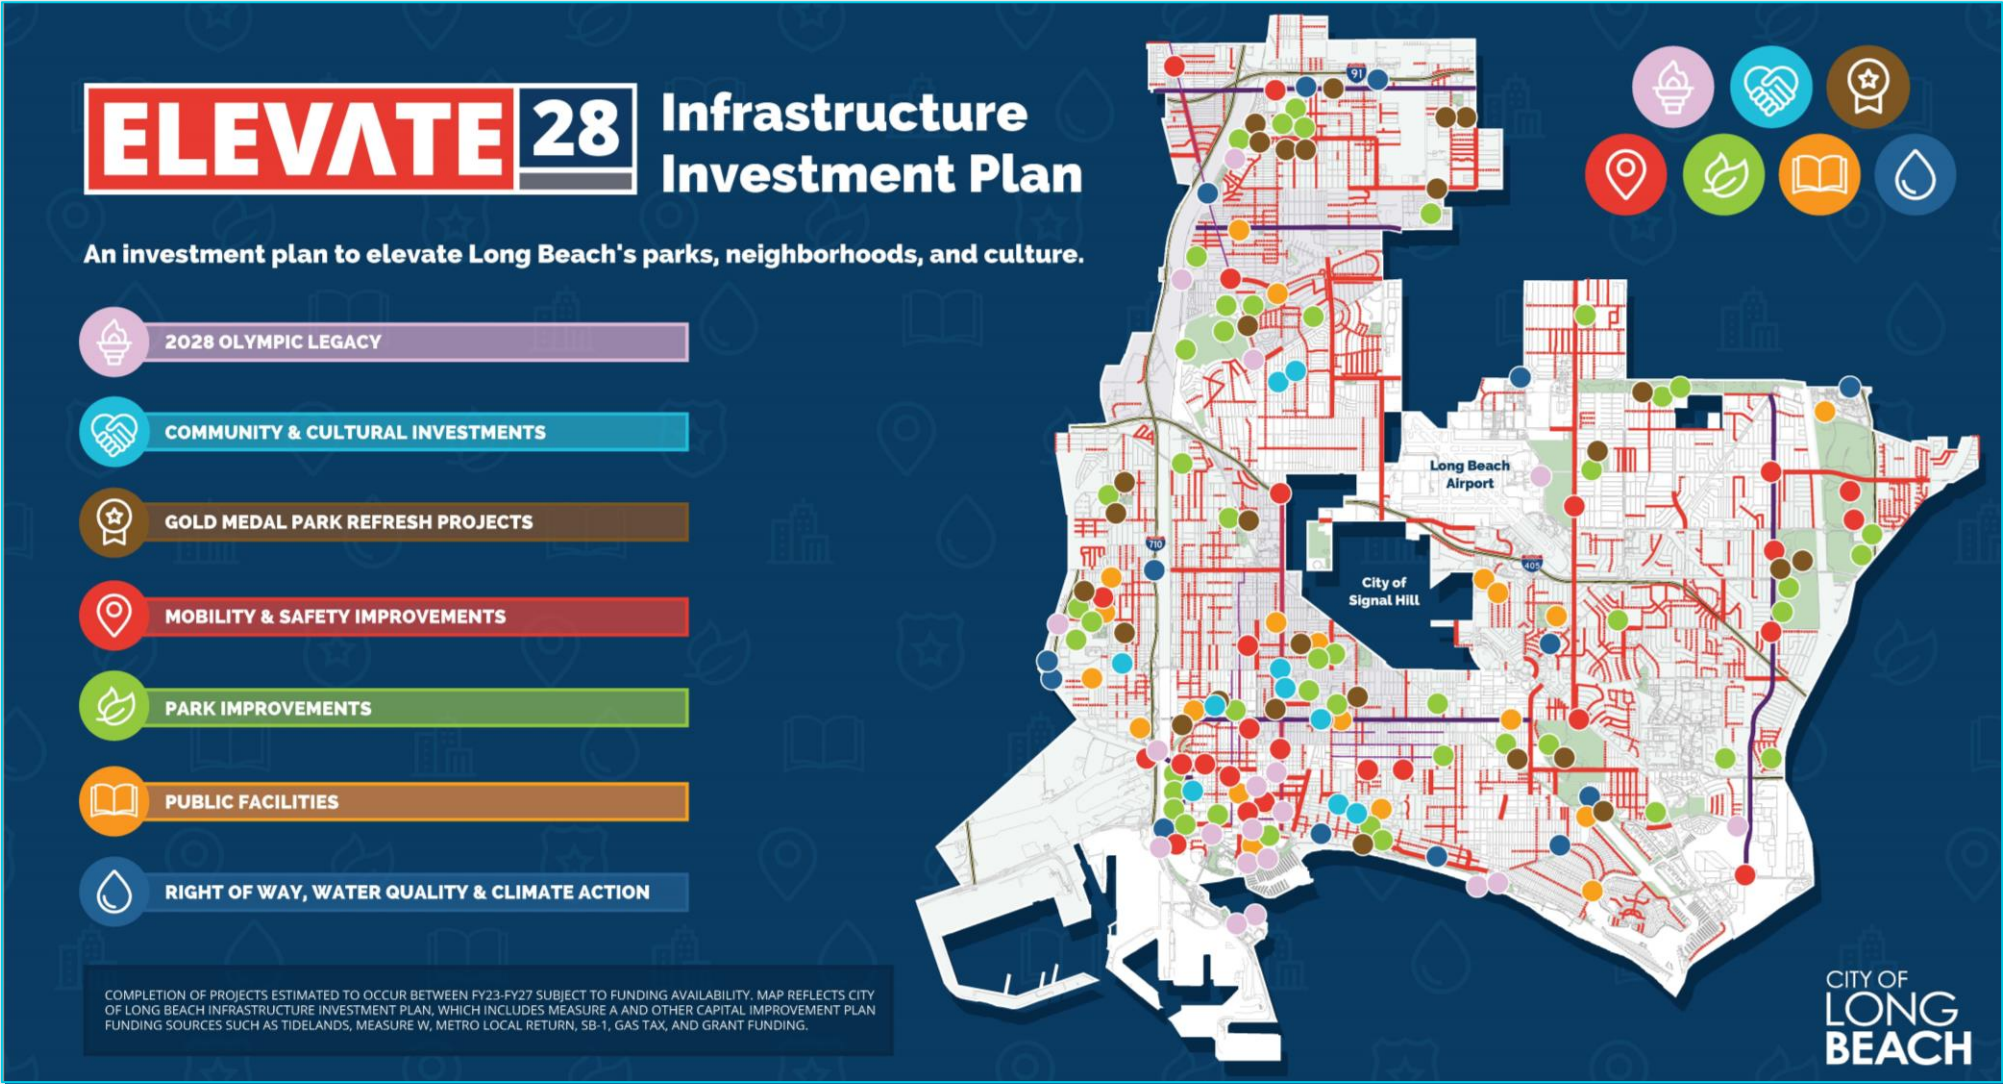 ELEVATE 28
Infrastructure
Investment Plan
An investment plan to elevate Long Beach's parks, neighborhoods, and culture.
2028 OLYMPIC LEGACY
COMMUNITY & CULTURAL INVESTMENTS
GOLD MEDAL PARK REFRESH PROJECTS
MOBILITY & SAFETY IMPROVEMENTS
PARK IMPROVEMENTS
PUBLIC FACILITIES
RIGHT OF WAY, WATER QUALITY & CLIMATE ACTION
COMPLETION OF PROJECTS ESTIMATED TO OCCUR BETWEEN FY23-FY27 SUBJECT TO FUNDING AVAILABILITY. MAP REFLECTS CITY
OF LONG BEACH INFRASTRUCTURE INVESTMENT PLAN, WHICH INCLUDES MEASURE A AND OTHER CAPITAL IMPROVEMENT PLAN
FUNDING SOURCES SUCH AS TIDELANDS, MEASURE W, METRO LOCAL RETURN, SB-1, GAS TAX, AND GRANT FUNDING.
91
Long Beach
Airport
710
405
City of
Signal Hill
CITY OF
LONG
BEACH